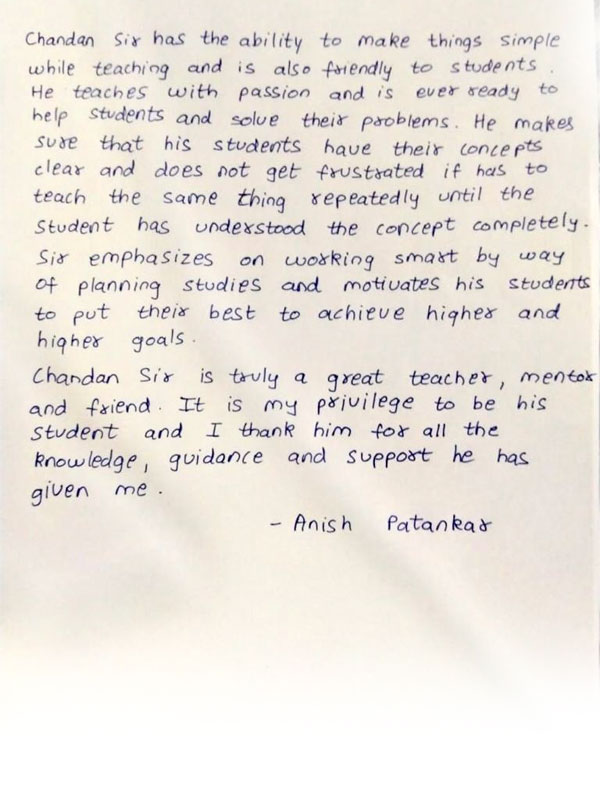 Chandan Sir has the ability to make things simple
while teaching and is also friendly to students.
He teaches with passion and is ever ready to
help students and solve their problems. He makes
sure that his students have their concepts
clear and does not get frustrated if has to
teach the same thing repeatedly until the
student has understood the concept completely.
Sir emphasizes on working smart by way
of planning studies and motivates his students
to put their best to achieve higher and
higher goals.
Chandan Sir is truly a great teacher, mentor
and friend. It is my privilege to be his
student and I thank him for all the
knowledge, guidance and support he has
given me.
- Anish Patankar